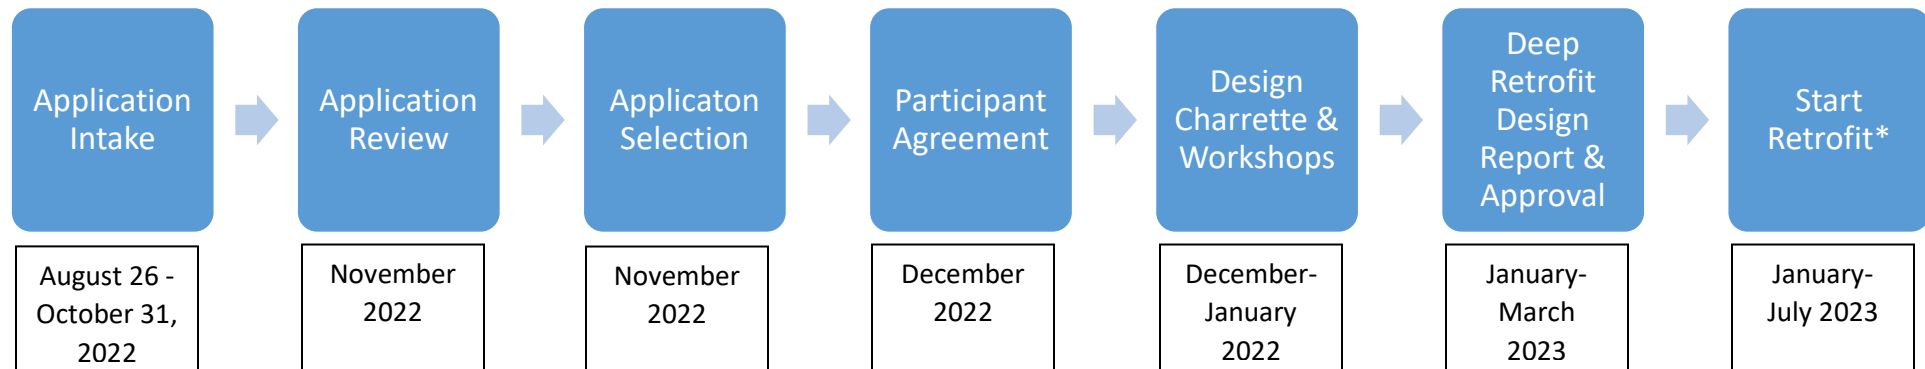 Application
Intake
Application
Review
Applicaton
Selection
Participant
Agreement
Design
Charrette &
Workshops
Deep
Retrofit
Design
Report &
Approval
Start
Retrofit*
August 26 -
October 31,
2022
November
2022
November
2022
December
2022
December-
January
2022
January-
March
2023
January-
July 2023